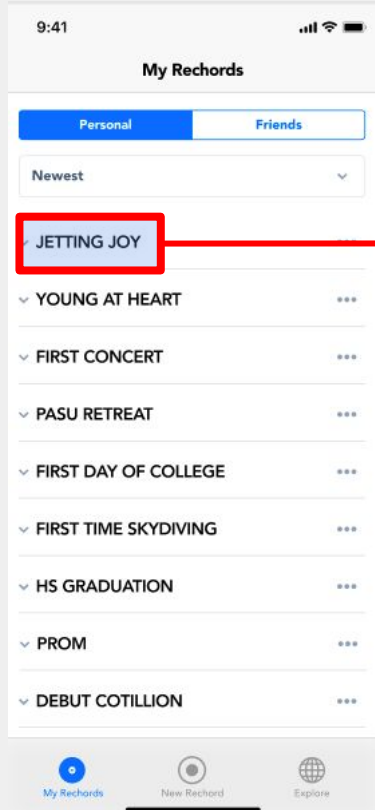 9:41
My Rechords
Personal Friends
Newest
JETTING JOY
YOUNG AT HEART
FIRST CONCERT
PASU RETREAT
FIRST DAY OF COLLEGE
FIRST TIME SKYDIVING
HS GRADUATION
PROM
DEBUT COTILLION
My Rechords New Rechord Explore